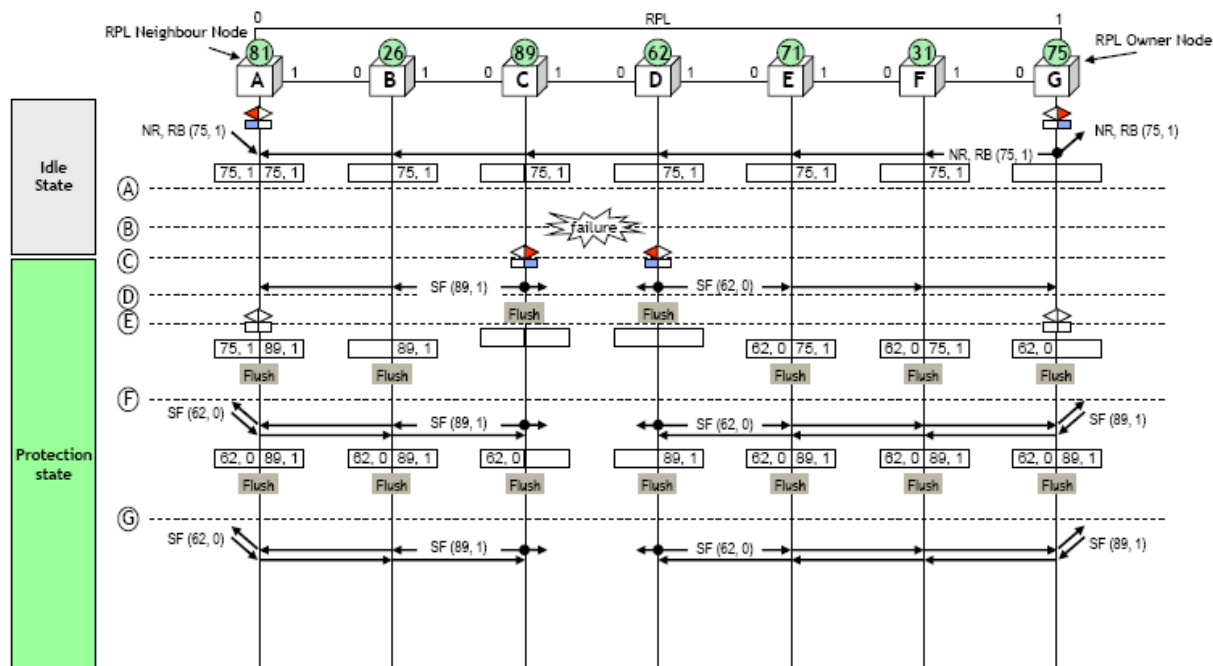 0 RPL 1
RPL Neighbour Node
RPL Owner Node
81 26 89 62 71 31 75
A 1 0 B 1 0 C 1 0 D 1 0 E 1 0 F 1 0 G
Idle State
NR, RB (75, 1)
NR, RB (75, 1)
NR, RB (75, 1)
75, 1 75, 1
75, 1
75, 1
75, 1
75, 1
75, 1
A
B
failure
C
Protection state
SF (89, 1)
SF (62, 0)
D
Flush
Flush
E
75, 1 89, 1
89, 1
62, 0 75, 1
62, 0 75, 1
62, 0
Flush
Flush
Flush
Flush
Flush
F
SF (62, 0)
SF (89, 1)
SF (62, 0)
SF (89, 1)
62, 0 89, 1
62, 0 89, 1
62, 0
89, 1
62, 0 89, 1
62, 0 89, 1
62, 0 89, 1
Flush
Flush
Flush
Flush
Flush
Flush
Flush
G
SF (62, 0)
SF (89, 1)
SF (62, 0)
SF (89, 1)